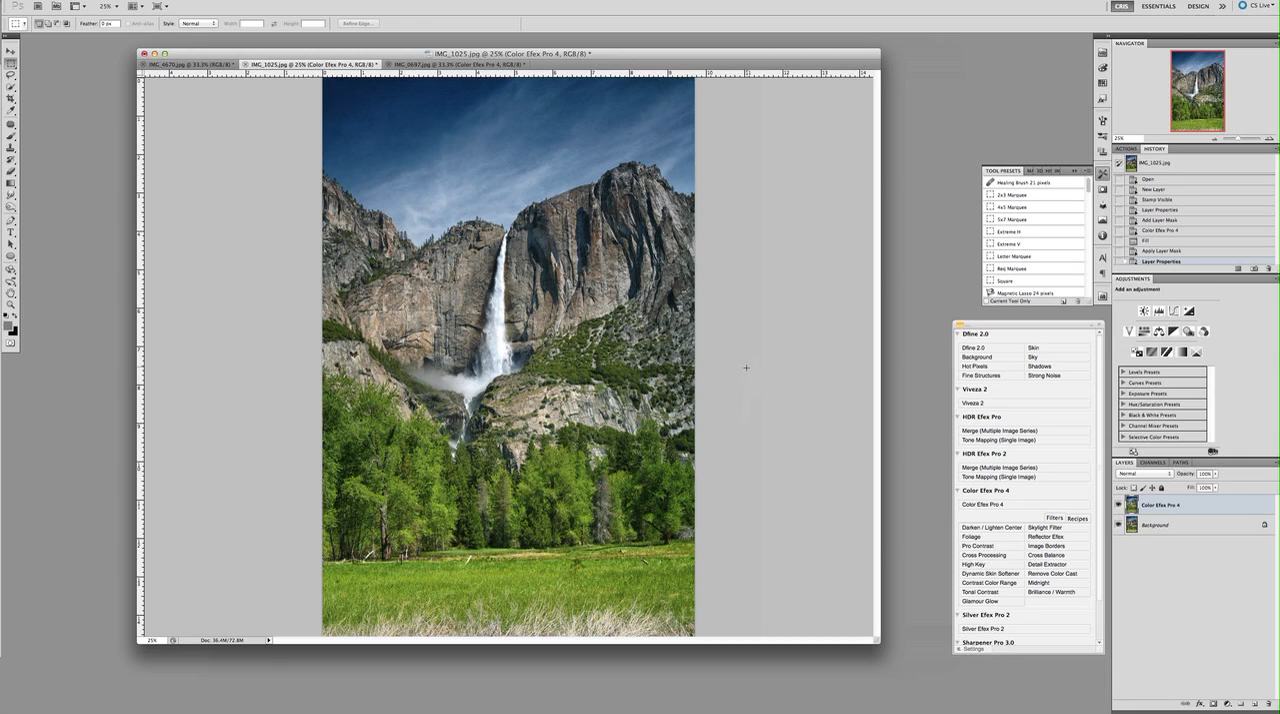 Ps Br Mb 25% CRIS ESSENTIALS DESIGN CS Live
Feather: 0 px Anti-alias Style: Normal Width: Height: Refine Edge...
IMG_1025.jpg @ 25% (Color Efex Pro 4, RGB/8) *
IMG_4670.jpg @ 33.3% (RGB/8) * IMG_1025.jpg @ 25% (Color Efex Pro 4, RGB/8) * IMG_0697.jpg @ 33.3% (Color Efex Pro 4, RGB/8) *
25% Doc: 36.4M/72.8M
TOOL PRESETS
Healing Brush 21 pixels
2x3 Marquee
4x5 Marquee
5x7 Marquee
Extreme H
Extreme V
Letter Marquee
Req Marquee
Square
Magnetic Lasso 24 pixels
Current Tool Only
Dfine 2.0
Dfine 2.0 Skin
Background Sky
Hot Pixels Shadows
Fine Structures Strong Noise
Viveza 2
Viveza 2
HDR Efex Pro
Merge (Multiple Image Series)
Tone Mapping (Single Image)
HDR Efex Pro 2
Merge (Multiple Image Series)
Tone Mapping (Single Image)
Color Efex Pro 4
Color Efex Pro 4
Filters Recipes
Darken / Lighten Center Skylight Filter
Foliage Reflector Efex
Pro Contrast Image Borders
Cross Processing Cross Balance
High Key Detail Extractor
Dynamic Skin Softener Remove Color Cast
Contrast Color Range Midnight
Tonal Contrast Brilliance / Warmth
Glamour Glow
Silver Efex Pro 2
Silver Efex Pro 2
Sharpener Pro 3.0
Settings
NAVIGATOR
25%
ACTIONS HISTORY
IMG_1025.jpg
Open
New Layer
Stamp Visible
Layer Properties
Add Layer Mask
Color Efex Pro 4
Fill
Apply Layer Mask
Layer Properties
ADJUSTMENTS
Add an adjustment
Levels Presets
Curves Presets
Exposure Presets
Hue/Saturation Presets
Black & White Presets
Channel Mixer Presets
Selective Color Presets
LAYERS CHANNELS PATHS
Normal Opacity: 100%
Lock: Fill: 100%
Color Efex Pro 4
Background